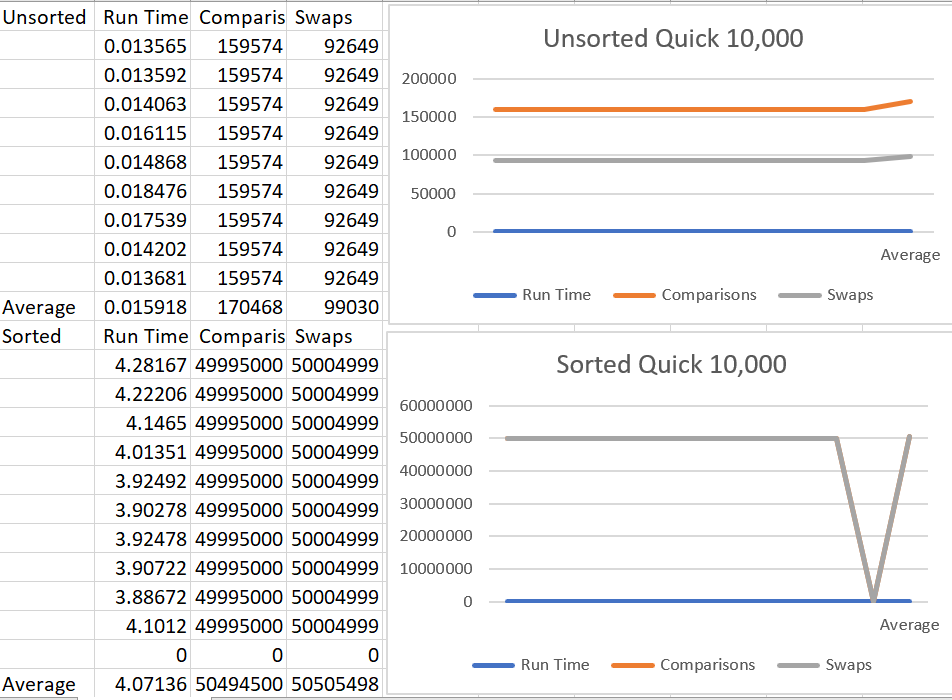 Unsorted Run Time Comparis Swaps
0.013565 159574 92649
0.013592 159574 92649
0.014063 159574 92649
0.016115 159574 92649
0.014868 159574 92649
0.018476 159574 92649
0.017539 159574 92649
0.014202 159574 92649
0.013681 159574 92649
Average 0.015918 170468 99030
Sorted Run Time Comparis Swaps
4.28167 49995000 50004999
4.22206 49995000 50004999
4.1465 49995000 50004999
4.01351 49995000 50004999
3.92492 49995000 50004999
3.90278 49995000 50004999
3.92478 49995000 50004999
3.90722 49995000 50004999
3.88672 49995000 50004999
4.1012 49995000 50004999
0 0 0
Average 4.07136 50494500 50505498
Unsorted Quick 10,000
200000
150000
100000
50000
0
Average
Run Time Comparisons Swaps
Sorted Quick 10,000
60000000
50000000
40000000
30000000
20000000
10000000
0
Average
Run Time Comparisons Swaps